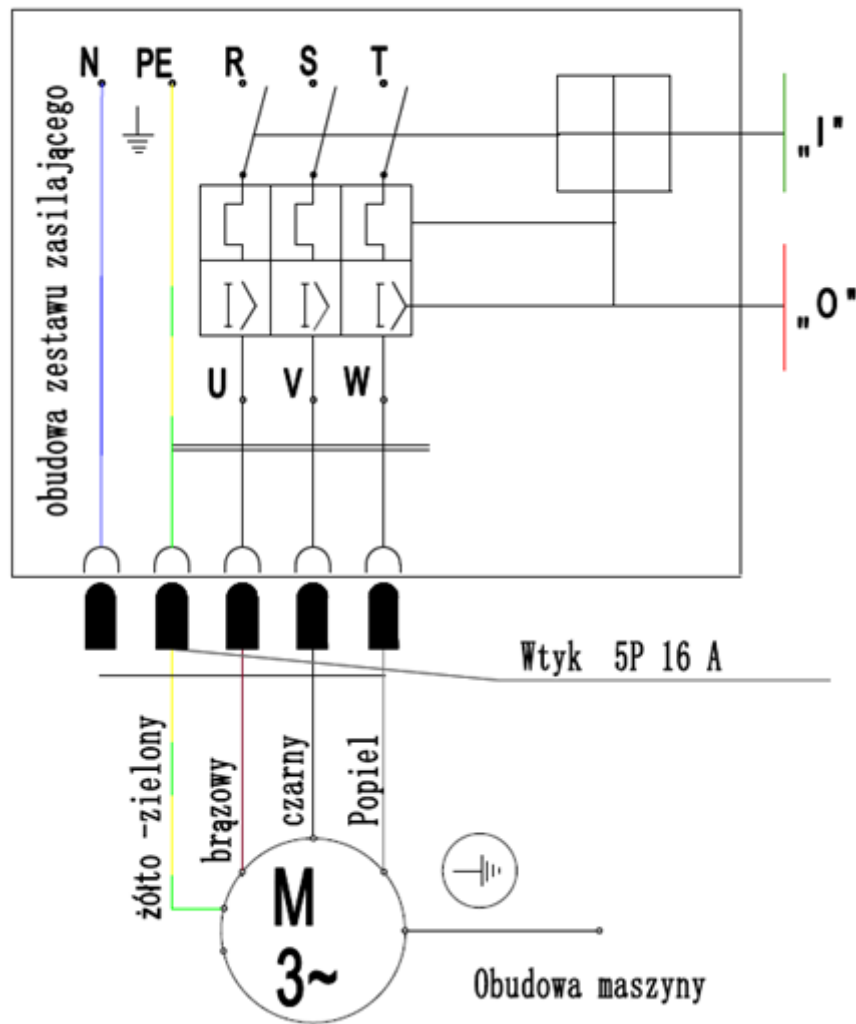 N PE R S T
obudowa zestawu zasilającego
„I"
„O"
U V W
Wtyk 5P 16 A
żółto -zielony
brązowy
czarny
Popiel
M
3~
Obudowa maszyny